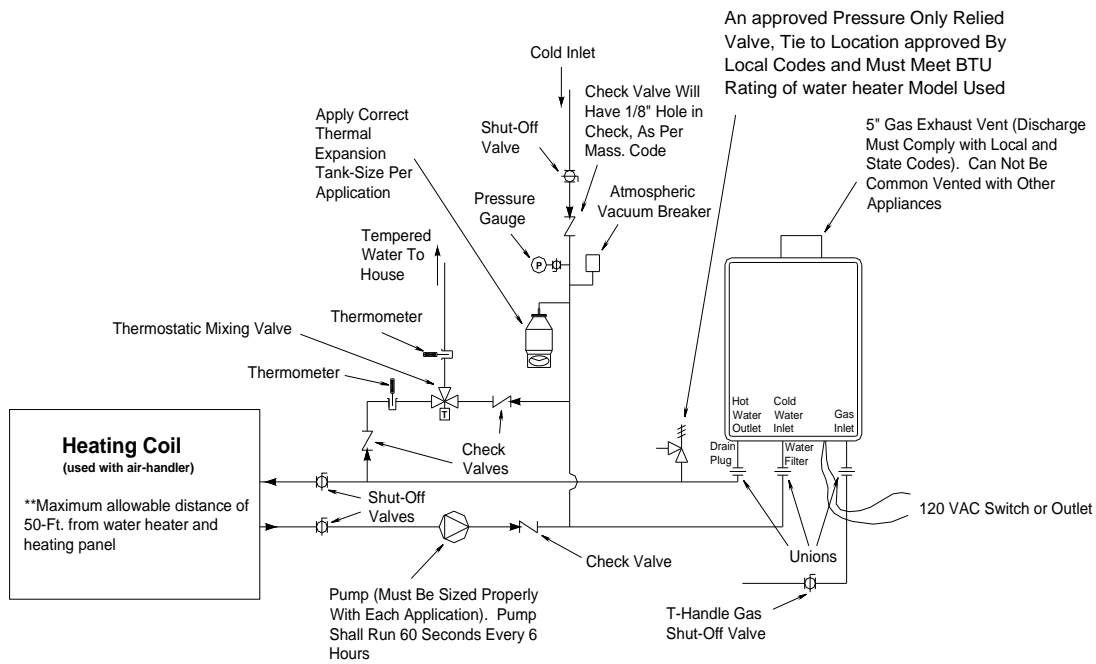 An approved Pressure Only Relied
Valve, Tie to Location approved By
Local Codes and Must Meet BTU
Rating of water heater Model Used
Cold Inlet
Check Valve Will
Have 1/8" Hole in
Check, As Per
Mass. Code
Apply Correct
Thermal
Expansion
Tank-Size Per
Application
Shut-Off
Valve
5" Gas Exhaust Vent (Discharge
Must Comply with Local and
State Codes).  Can Not Be
Common Vented with Other
Appliances
Pressure
Gauge
Atmospheric
Vacuum Breaker
Tempered
Water To
House
P
Thermometer
Thermostatic Mixing Valve
Thermometer
T
Hot
Water
Outlet
Cold
Water
Inlet
Gas
Inlet
Heating Coil
(used with air-handler)
**Maximum allowable distance of
50-Ft. from water heater and
heating panel
Check
Valves
Drain
Plug
Water
Filter
Shut-Off
Valves
120 VAC Switch or Outlet
Unions
Check Valve
Pump (Must Be Sized Properly
With Each Application).  Pump
Shall Run 60 Seconds Every 6
Hours
T-Handle Gas
Shut-Off Valve